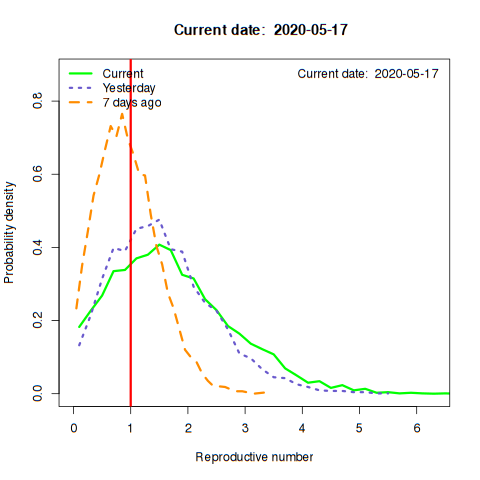 Current date:  2020-05-17
Current
Yesterday
7 days ago
Current date:  2020-05-17
Probability density
0.0
0.2
0.4
0.6
0.8
0 1 2 3 4 5 6
Reproductive number